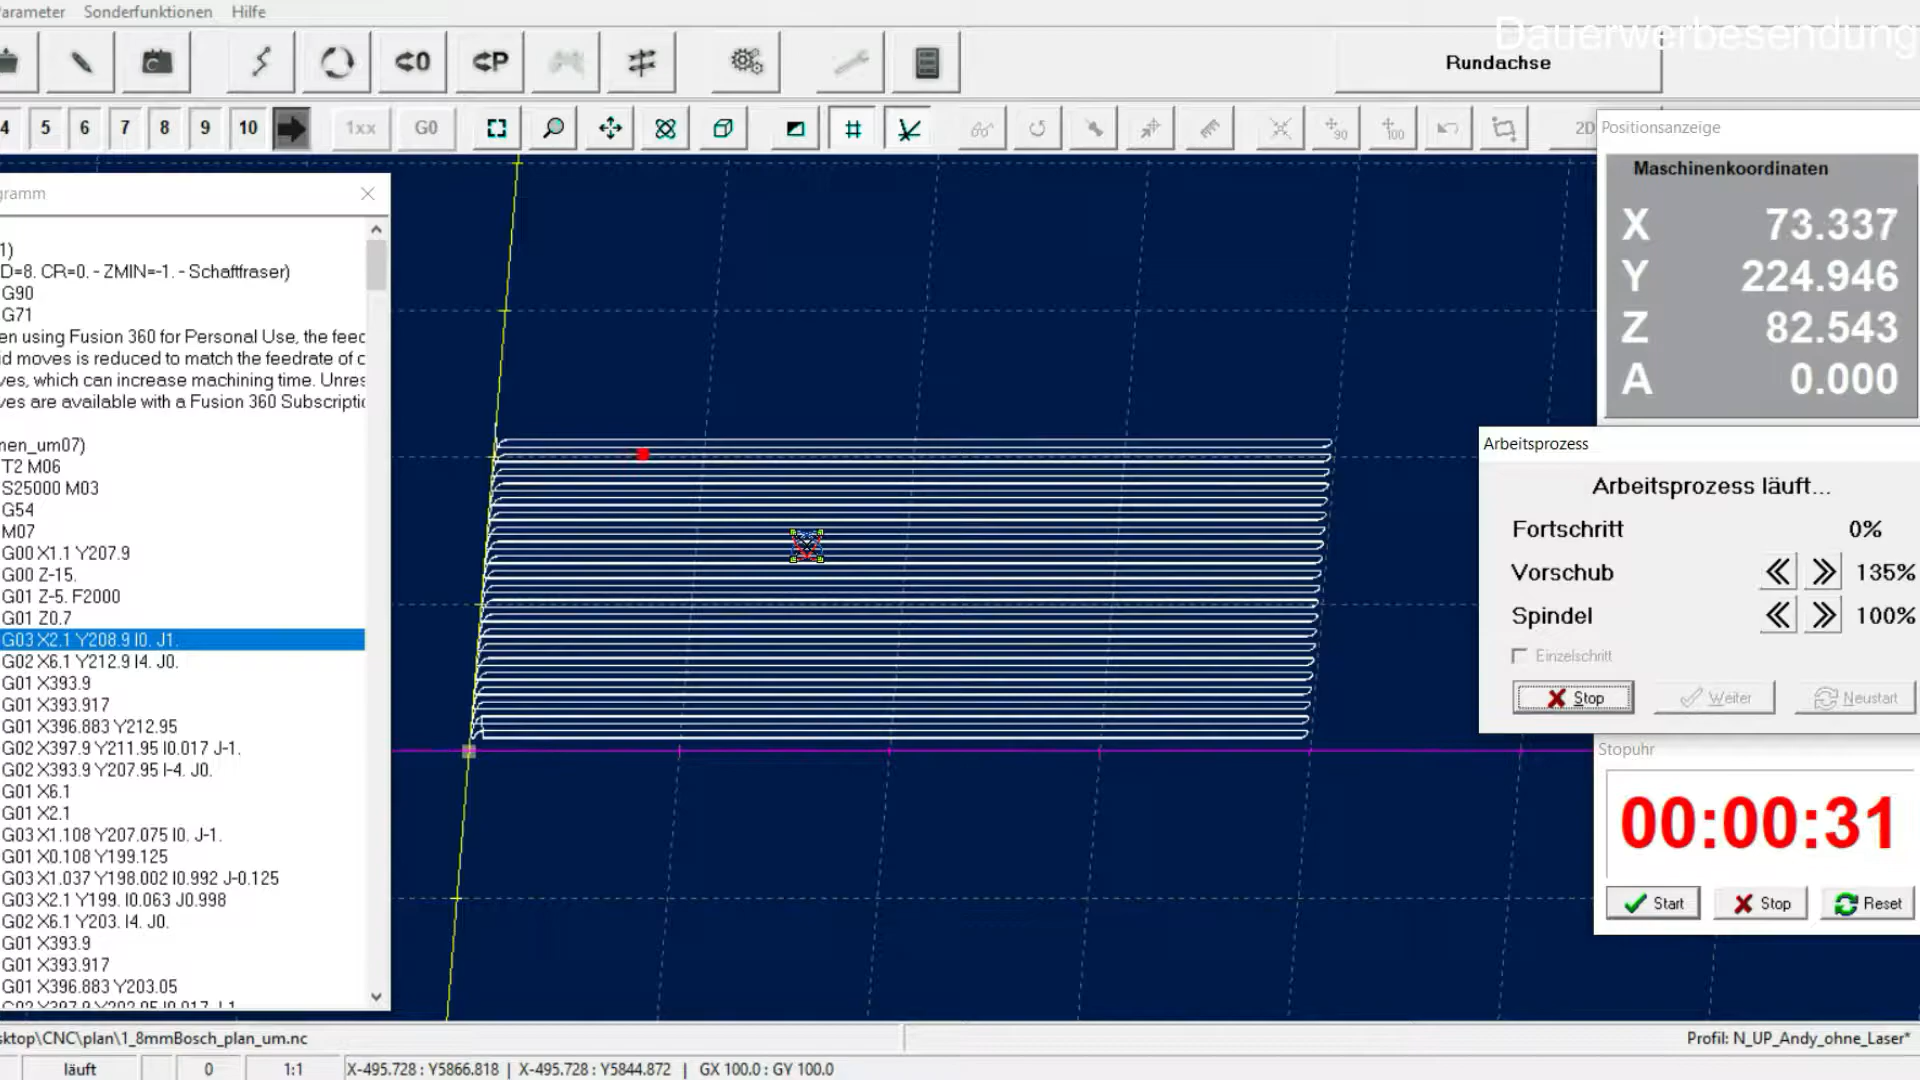 Parameter Sonderfunktionen Hilfe
Dauerwerbesendung
C 0 P
Rundachse
4 5 6 7 8 9 10 1xx G0 90 100 2D
Positionsanzeige
Maschinenkoordinaten
X 73.337
Y 224.946
Z 82.543
A 0.000
gramm
1)
D=8. CR=0. - ZMIN=-1. - Schaftfraser)
G90
G71
en using Fusion 360 for Personal Use, the feec
id moves is reduced to match the feedrate of c
ves, which can increase machining time. Unres
ves are available with a Fusion 360 Subscriptic
nen_um07)
T2 M06
S25000 M03
G54
M07
G00 X1.1 Y207.9
G00 Z-15.
G01 Z-5. F2000
G01 Z0.7
G03 X2.1 Y208.9 I0. J1.
G02 X6.1 Y212.9 I4. J0.
G01 X393.9
G01 X393.917
G01 X396.883 Y212.95
G02 X397.9 Y211.95 I0.017 J-1.
G02 X393.9 Y207.95 I-4. J0.
G01 X6.1
G01 X2.1
G03 X1.108 Y207.075 I0. J-1.
G01 X0.108 Y199.125
G03 X1.037 Y198.002 I0.992 J-0.125
G03 X2.1 Y199. I0.063 J0.998
G02 X6.1 Y203. I4. J0.
G01 X393.9
G01 X393.917
G01 X396.883 Y203.05
Arbeitsprozess
Arbeitsprozess läuft...
Fortschritt 0%
Vorschub 135%
Spindel 100%
Einzelschritt
Stop Weiter Neustart
Stopuhr
00:00:31
Start Stop Reset
sktop\CNC\plan\1_8mmBosch_plan_um.nc
Profil: N_UP_Andy_ohne_Laser*
läuft 0 1:1 X-495.728 : Y5866.818 | X-495.728 : Y5844.872 | GX 100.0 : GY 100.0